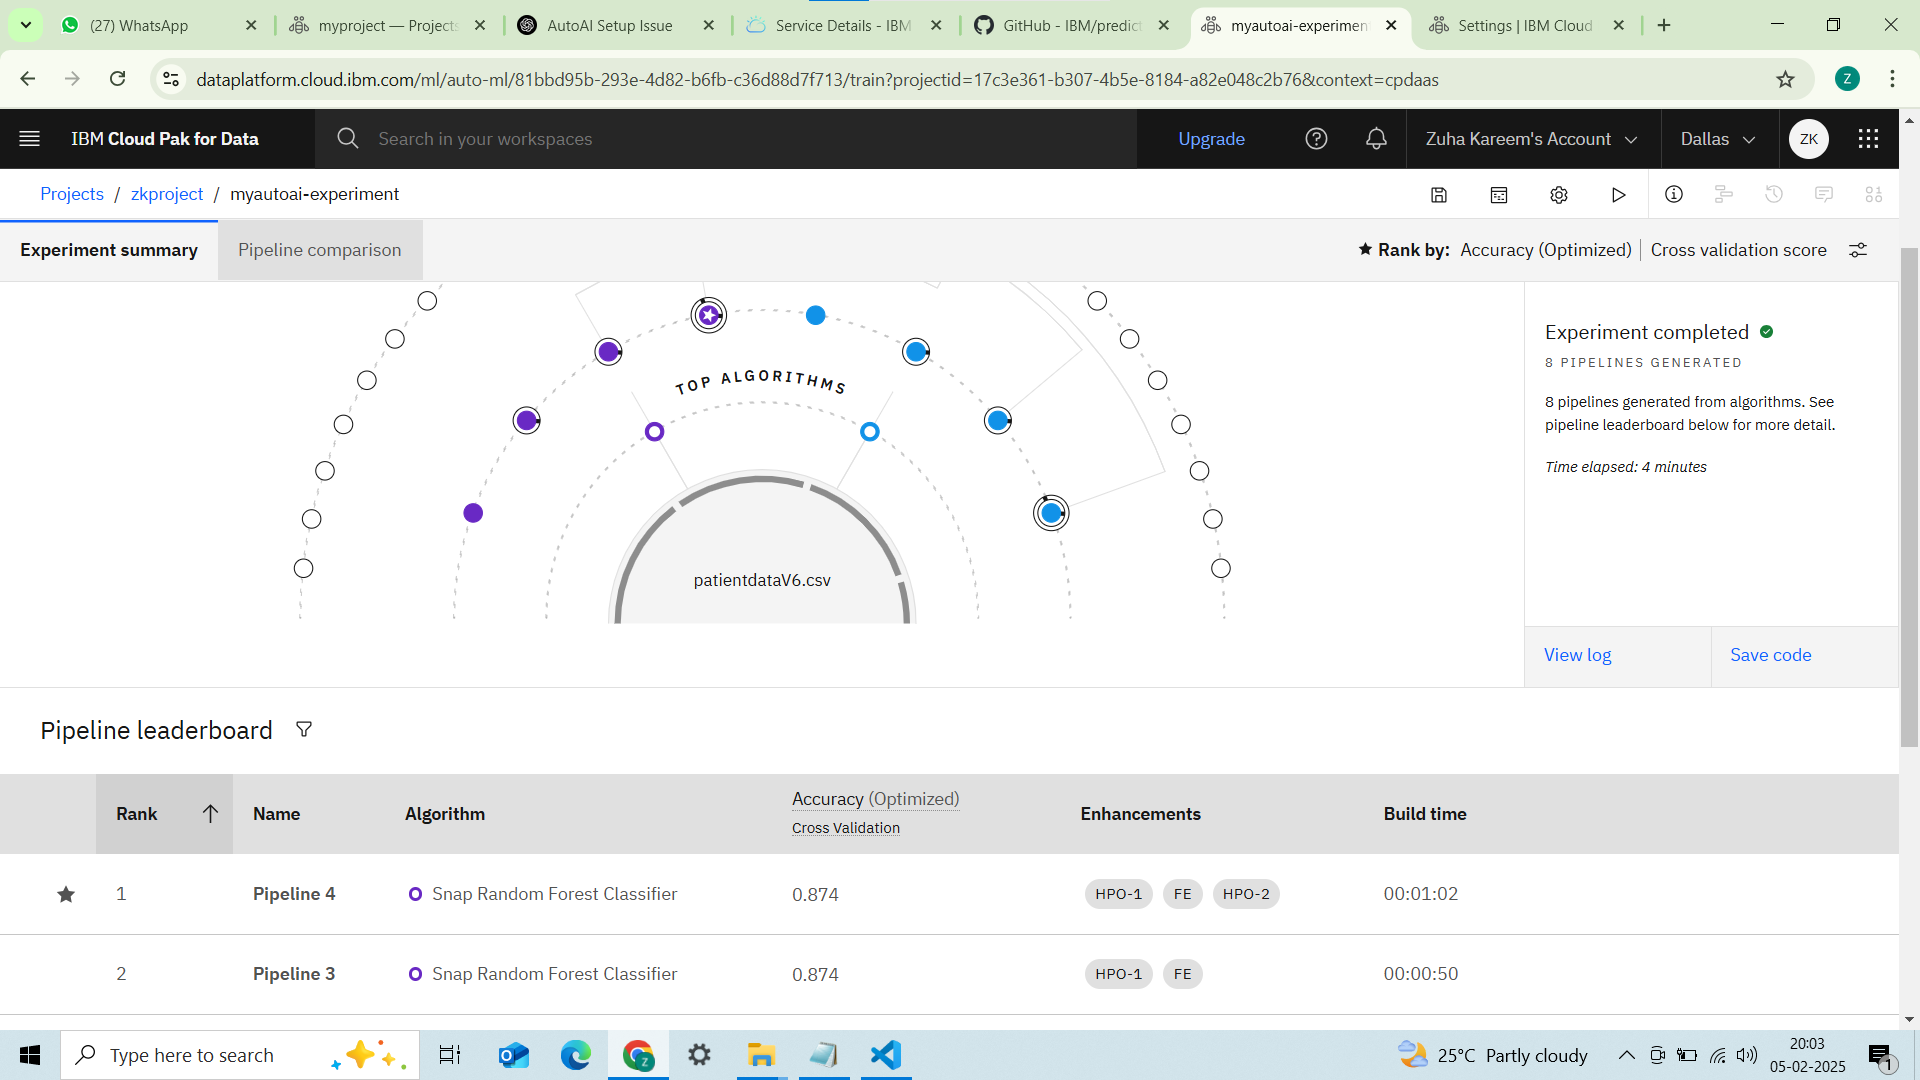 (27) WhatsApp
myproject — Projects
AutoAI Setup Issue
Service Details - IBM
GitHub - IBM/predict
myautoai-experiment
Settings | IBM Cloud
dataplatform.cloud.ibm.com/ml/auto-ml/81bbd95b-293e-4d82-b6fb-c36d88d7f713/train?projectid=17c3e361-b307-4b5e-8184-a82e048c2b76&context=cpdaas
Z
IBM Cloud Pak for Data
Search in your workspaces
Upgrade
Zuha Kareem's Account
Dallas
ZK
Projects / zkproject / myautoai-experiment
Experiment summary
Pipeline comparison
Rank by: Accuracy (Optimized) | Cross validation score
TOP ALGORITHMS
patientdataV6.csv
Experiment completed
8 PIPELINES GENERATED
8 pipelines generated from algorithms. See
pipeline leaderboard below for more detail.
Time elapsed: 4 minutes
View log
Save code
Pipeline leaderboard
Rank Name Algorithm Accuracy (Optimized) Enhancements Build time
Cross Validation
1 Pipeline 4 Snap Random Forest Classifier 0.874 HPO-1 FE HPO-2 00:01:02
2 Pipeline 3 Snap Random Forest Classifier 0.874 HPO-1 FE 00:00:50
Type here to search
Z
25°C Partly cloudy
20:03
05-02-2025
1